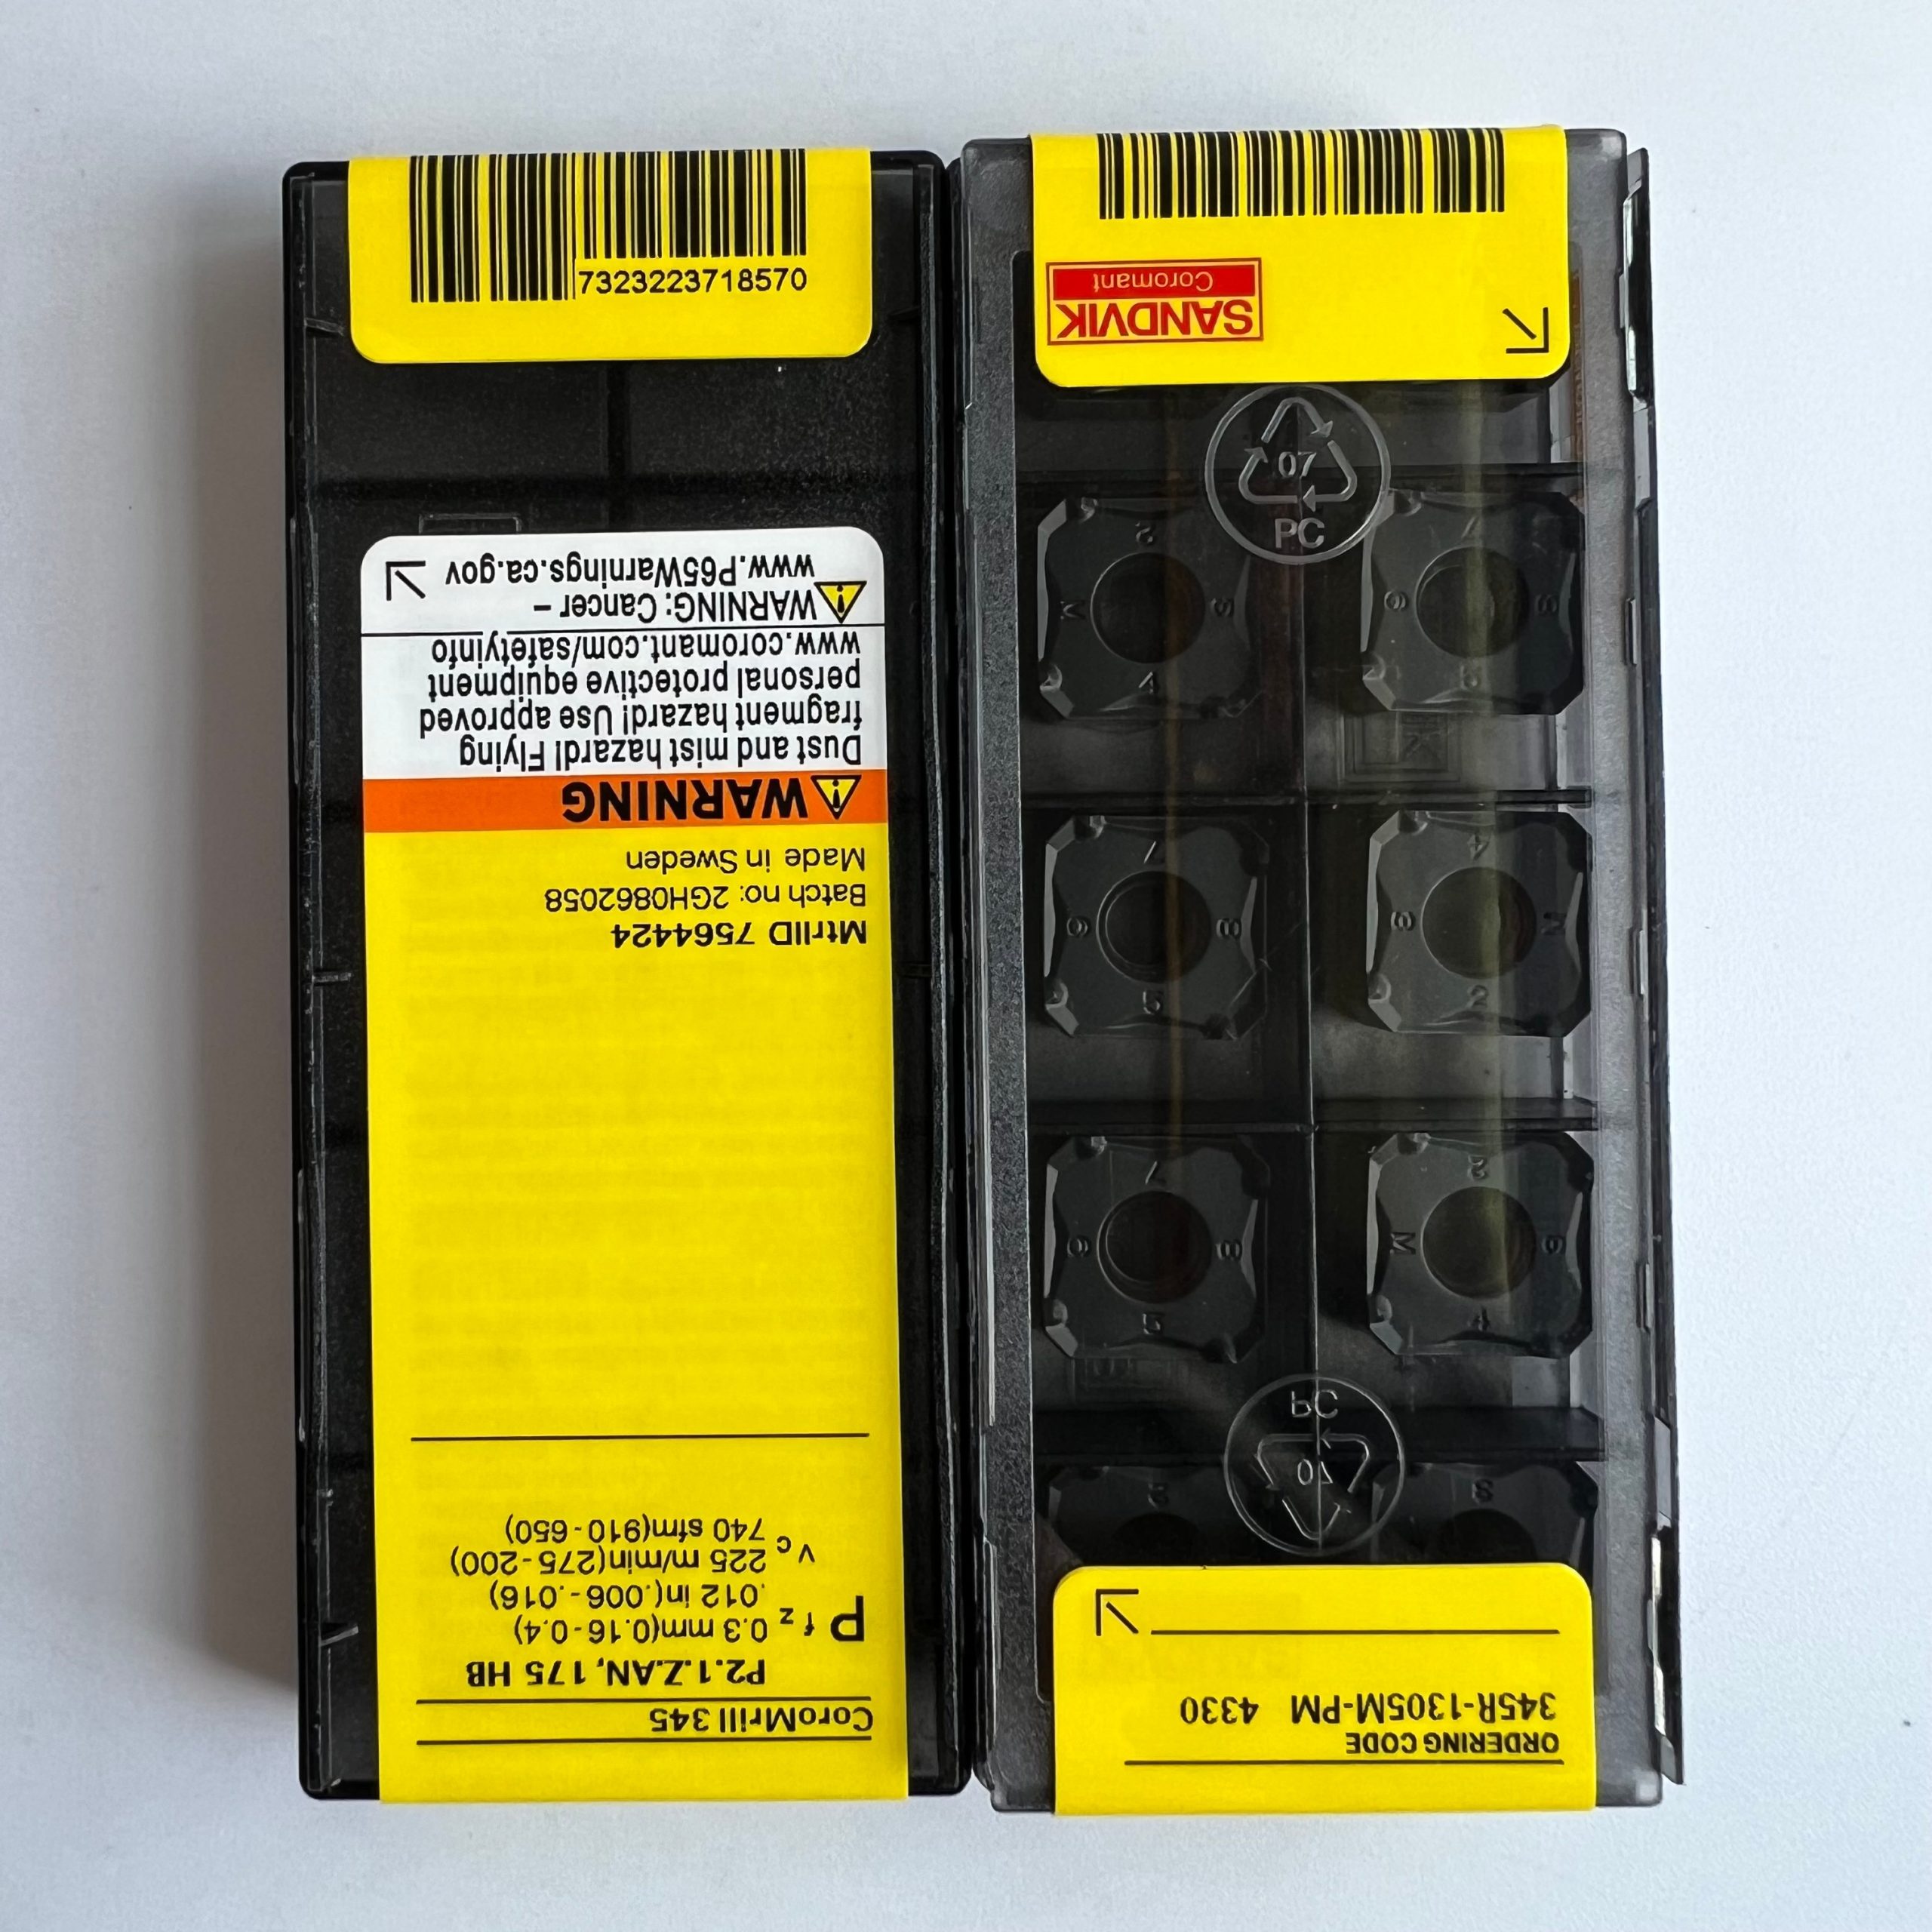 7323223718570
CoroMrill 345
P2.1.Z.AN, 175 HB
P fz 0.3 mm(0.16-0.4)
.012 in(.006-.016)
vc 225 m/min(275-200)
740 sfm(910-650)
MtrlID 7564424
Batch no: 2GH0862058
Made in Sweden
WARNING
Dust and mist hazard! Flying
fragment hazard! Use approved
personal protective equipment
www.coromant.com/safetyinfo
WARNING: Cancer –
www.P65Warnings.ca.gov
ORDERING CODE
345R-1305M-PM 4330
07
PC
07
PC
SANDVIK
Coromant